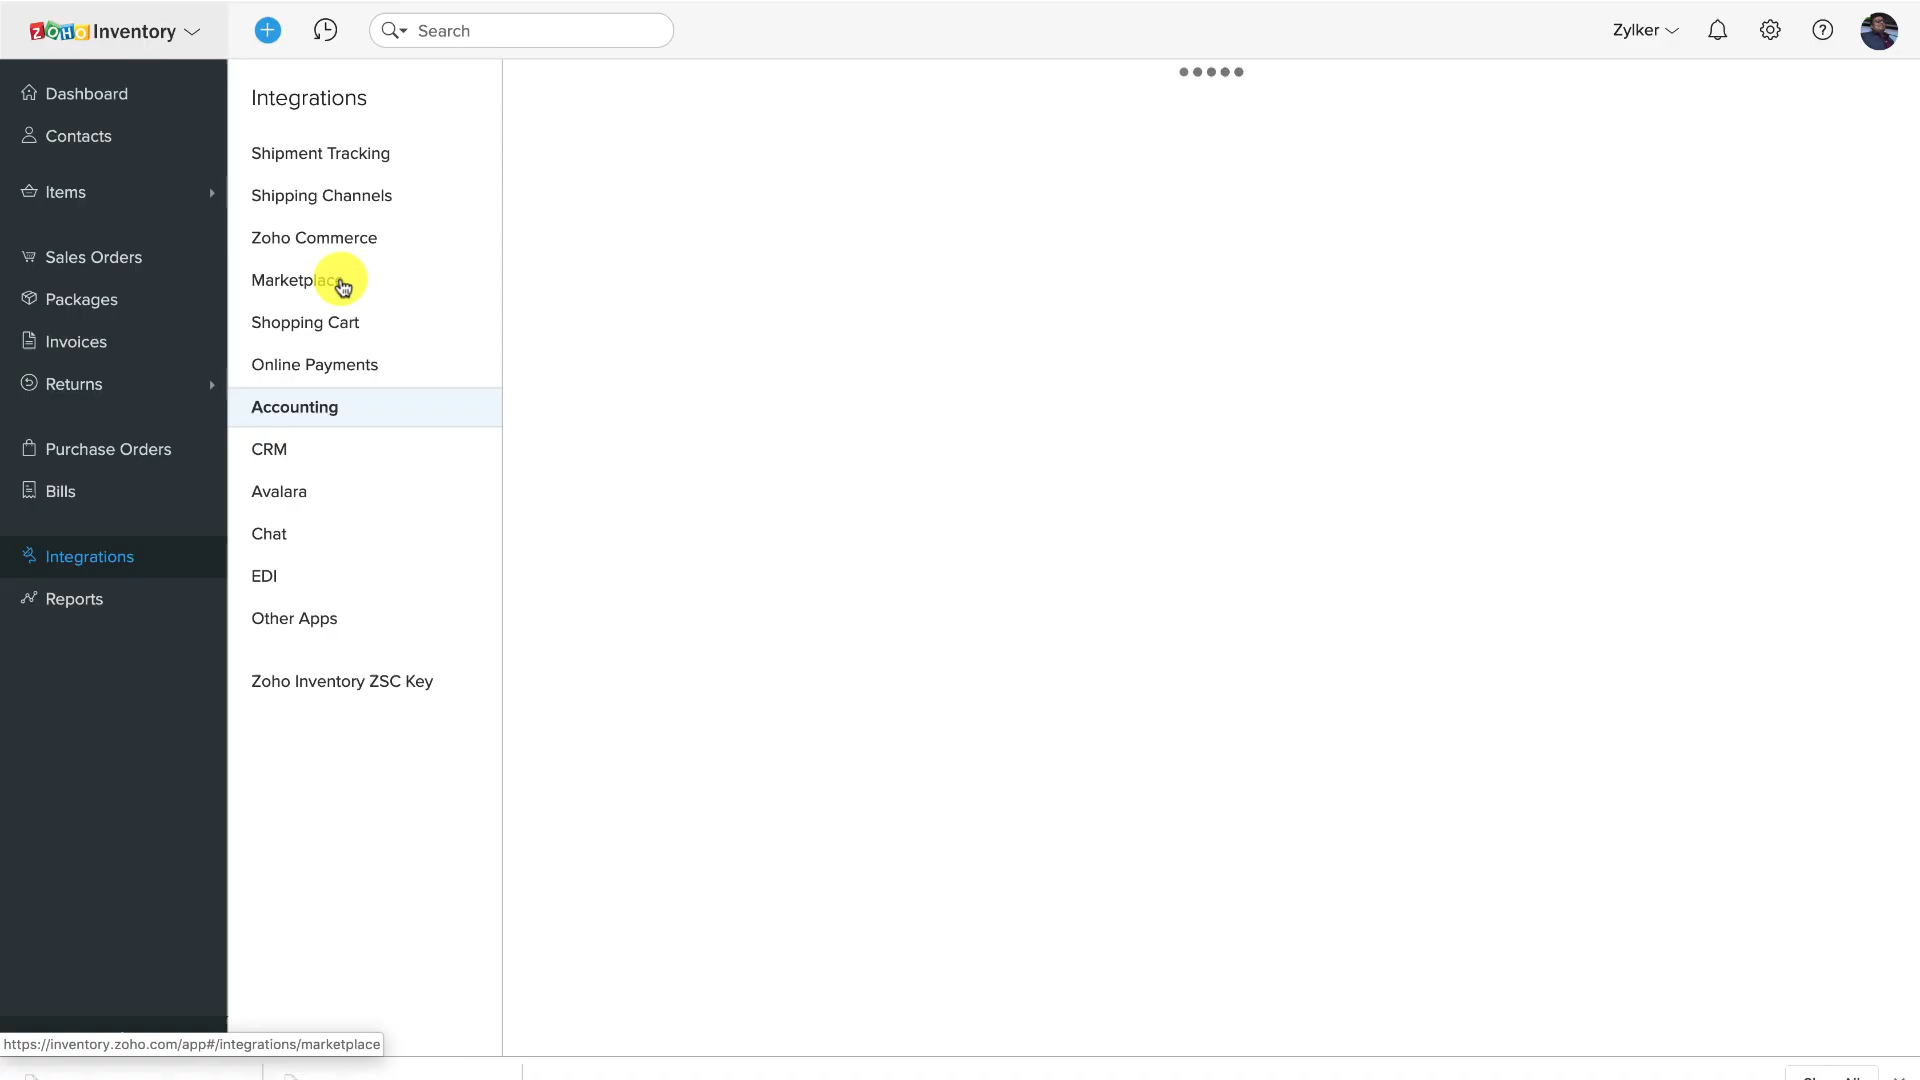 ZOHO Inventory
Search
Zylker
Dashboard
Contacts
Items
Sales Orders
Packages
Invoices
Returns
Purchase Orders
Bills
Integrations
Reports
Integrations
Shipment Tracking
Shipping Channels
Zoho Commerce
Marketplace
Shopping Cart
Online Payments
Accounting
CRM
Avalara
Chat
EDI
Other Apps
Zoho Inventory ZSC Key
https://inventory.zoho.com/app#/integrations/marketplace